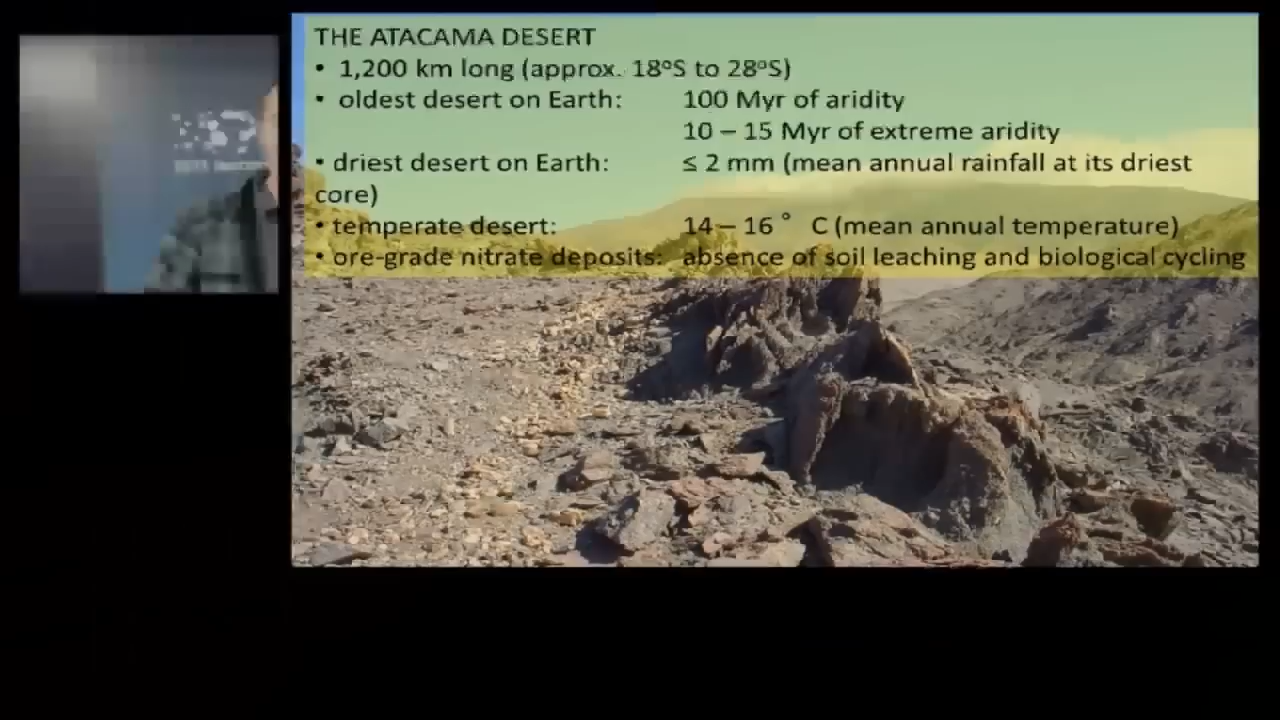 THE ATACAMA DESERT
• 1,200 km long (approx. 18ºS to 28ºS)
• oldest desert on Earth: 100 Myr of aridity
10 – 15 Myr of extreme aridity
• driest desert on Earth: ≤ 2 mm (mean annual rainfall at its driest
core)
• temperate desert: 14 – 16 ° C (mean annual temperature)
• ore-grade nitrate deposits: absence of soil leaching and biological cycling